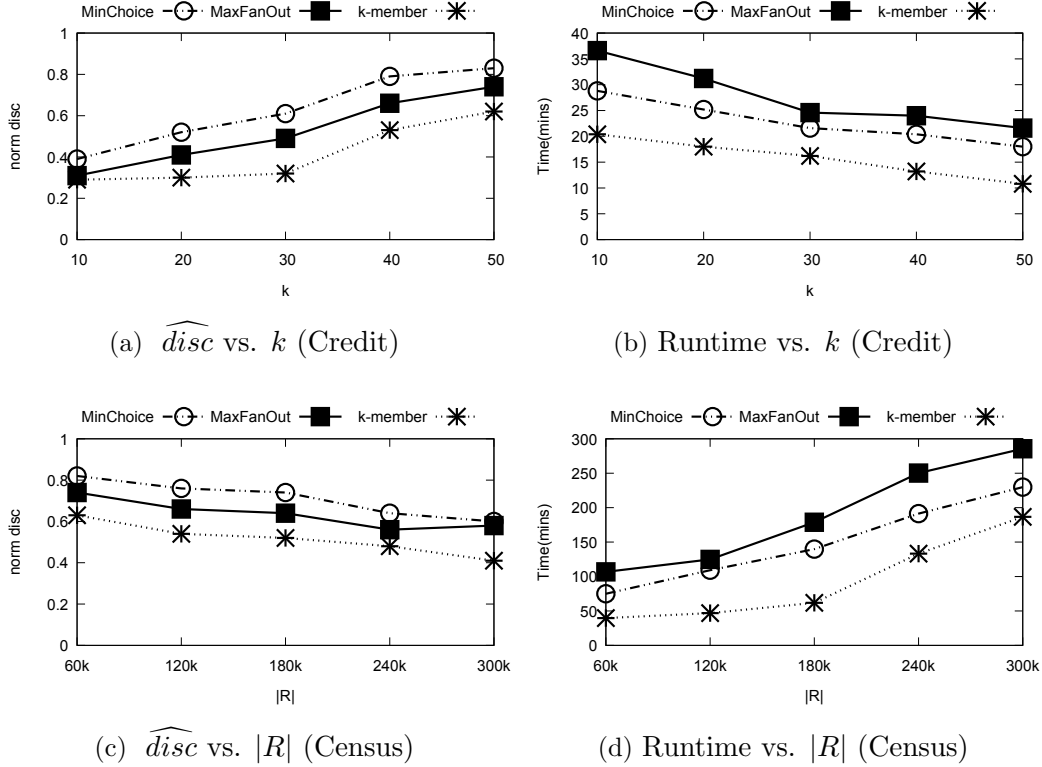 MinChoice MaxFanOut k-member
1
0.8
0.6
0.4
0.2
0
norm disc
10 20 30 40 50
k
(a) disc vs. k (Credit)
MinChoice MaxFanOut k-member
40
35
30
25
20
15
10
5
0
Time(mins)
10 20 30 40 50
k
(b) Runtime vs. k (Credit)
MinChoice MaxFanOut k-member
1
0.8
0.6
0.4
0.2
0
norm disc
60k 120k 180k 240k 300k
|R|
(c) disc vs. |R| (Census)
MinChoice MaxFanOut k-member
300
250
200
150
100
50
0
Time(mins)
60k 120k 180k 240k 300k
|R|
(d) Runtime vs. |R| (Census)